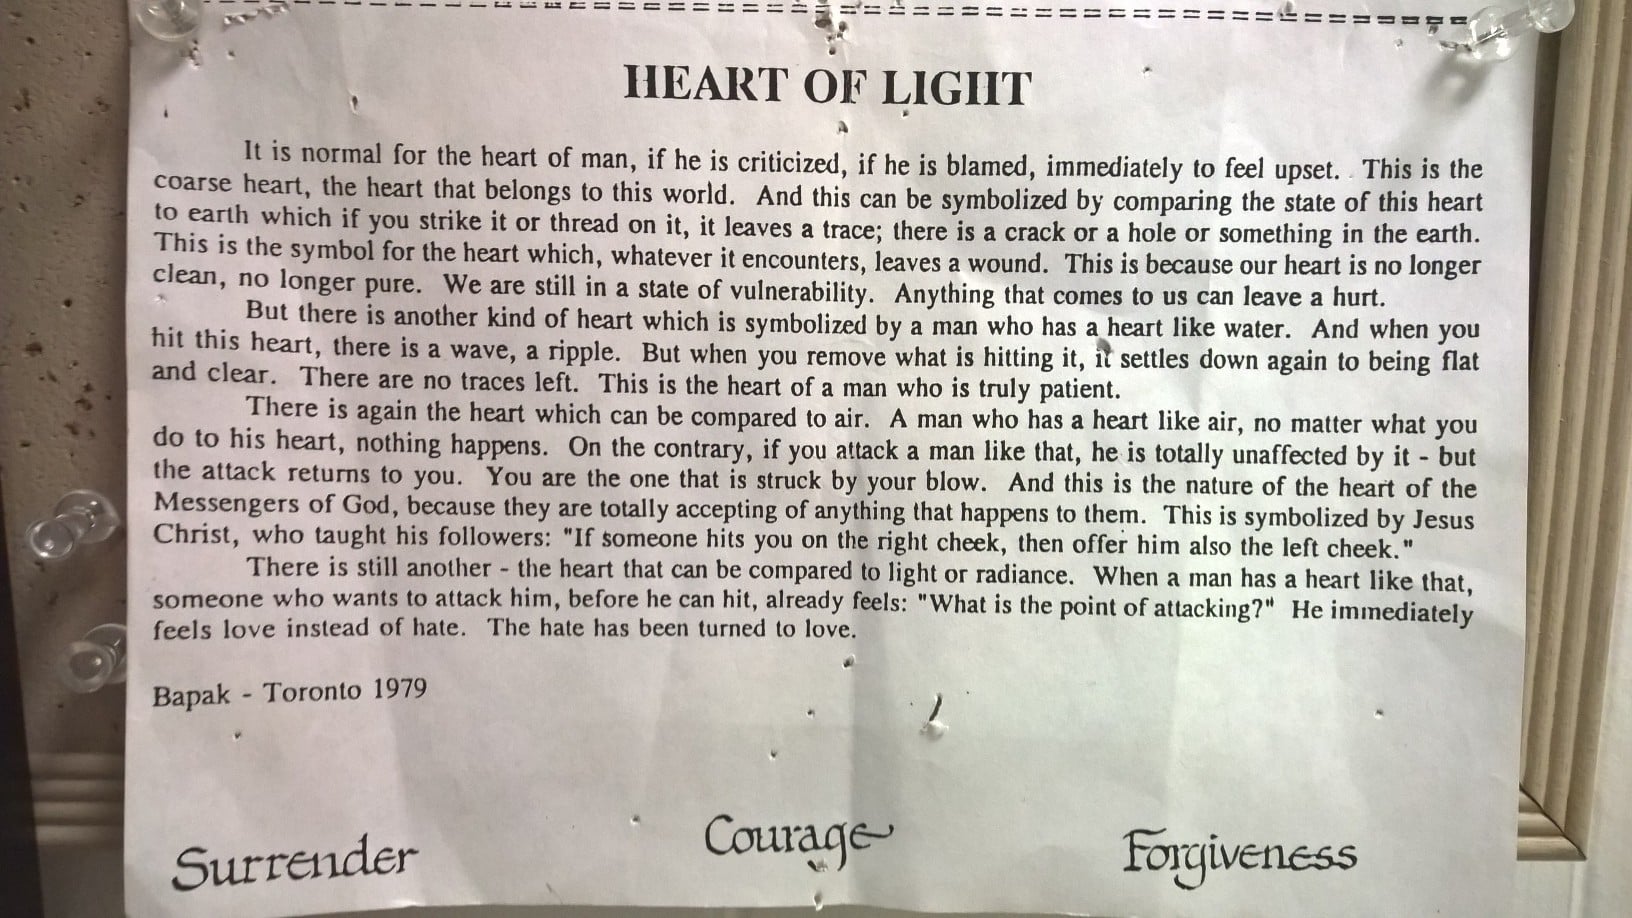 HEART OF LIGHT
It is normal for the heart of man, if he is criticized, if he is blamed, immediately to feel upset. This is the
coarse heart, the heart that belongs to this world. And this can be symbolized by comparing the state of this heart
to earth which if you strike it or thread on it, it leaves a trace; there is a crack or a hole or something in the earth.
This is the symbol for the heart which, whatever it encounters, leaves a wound. This is because our heart is no longer
clean, no longer pure. We are still in a state of vulnerability. Anything that comes to us can leave a hurt.
But there is another kind of heart which is symbolized by a man who has a heart like water. And when you
hit this heart, there is a wave, a ripple. But when you remove what is hitting it, it settles down again to being flat
and clear. There are no traces left. This is the heart of a man who is truly patient.
There is again the heart which can be compared to air. A man who has a heart like air, no matter what you
do to his heart, nothing happens. On the contrary, if you attack a man like that, he is totally unaffected by it - but
the attack returns to you. You are the one that is struck by your blow. And this is the nature of the heart of the
Messengers of God, because they are totally accepting of anything that happens to them. This is symbolized by Jesus
Christ, who taught his followers: "If someone hits you on the right cheek, then offer him also the left cheek."
There is still another - the heart that can be compared to light or radiance. When a man has a heart like that,
someone who wants to attack him, before he can hit, already feels: "What is the point of attacking?" He immediately
feels love instead of hate. The hate has been turned to love.
Bapak - Toronto 1979
Surrender Courage Forgiveness